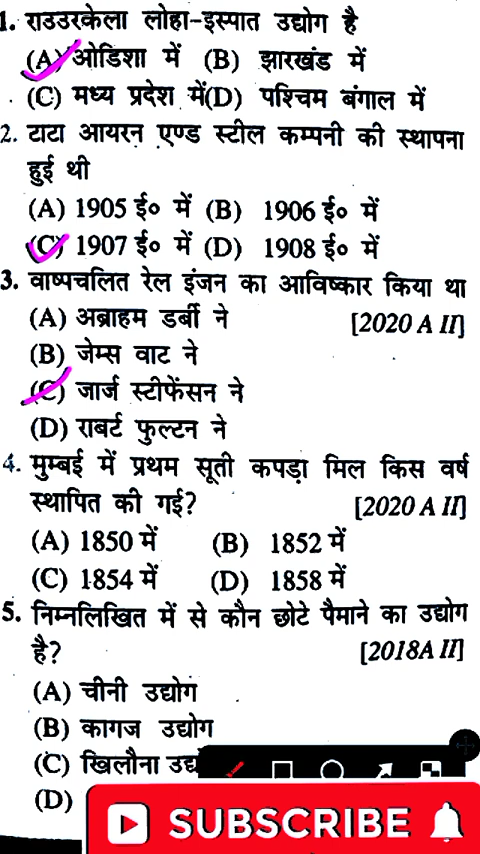 1. राउउरकेला लोहा-इस्पात उद्योग है
(A) ओडिशा में (B) झारखंड में
(C) मध्य प्रदेश में(D) पश्चिम बंगाल में
2. टाटा आयरन एण्ड स्टील कम्पनी की स्थापना
हुई थी
(A) 1905 ई० में (B) 1906 ई० में
(C) 1907 ई० में (D) 1908 ई० में
3. वाष्पचलित रेल इंजन का आविष्कार किया था
(A) अब्राहम डर्बी ने [2020 A II]
(B) जेम्स वाट ने
(C) जार्ज स्टीफेंसन ने
(D) राबर्ट फुल्टन ने
4. मुम्बई में प्रथम सूती कपड़ा मिल किस वर्ष
स्थापित की गई? [2020 A II]
(A) 1850 में (B) 1852 में
(C) 1854 में (D) 1858 में
5. निम्नलिखित में से कौन छोटे पैमाने का उद्योग
है? [2018A II]
(A) चीनी उद्योग
(B) कागज उद्योग
(C) खिलौना
(D)
SUBSCRIBE